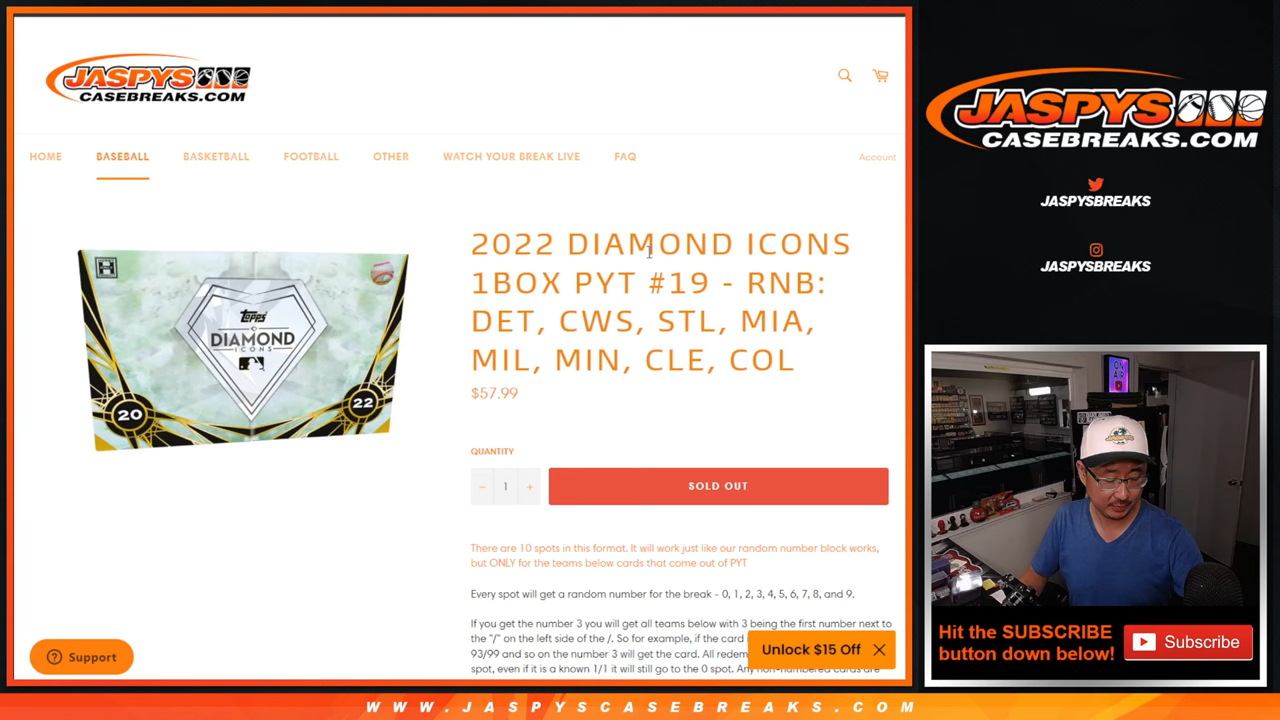 JASPYS
CASEBREAKS.COM
HOME
BASEBALL
BASKETBALL
FOOTBALL
OTHER
WATCH YOUR BREAK LIVE
FAQ
Account
topps
DIAMOND
ICONS
20
22
2022 DIAMOND ICONS
1BOX PYT #19 - RNB:
DET, CWS, STL, MIA,
MIL, MIN, CLE, COL
$57.99
QUANTITY
− 1 +
SOLD OUT
There are 10 spots in this format. It will work just like our random number block works,
but ONLY for the teams below cards that come out of PYT
Every spot will get a random number for the break - 0, 1, 2, 3, 4, 5, 6, 7, 8, and 9.
If you get the number 3 you will get all teams below with 3 being the first number next to
the "/" on the left side of the /. So for example, if the card
93/99 and so on the number 3 will get the card. All redem
spot, even if it is a known 1/1 it will still go to the 0 spot. Any non-numbered cards are
Support
Unlock $15 Off
JASPYS
CASEBREAKS.COM
JASPYSBREAKS
JASPYSBREAKS
ON
AIR
Hit the SUBSCRIBE
button down below!
Subscribe
WWW.JASPYSCASEBREAKS.COM